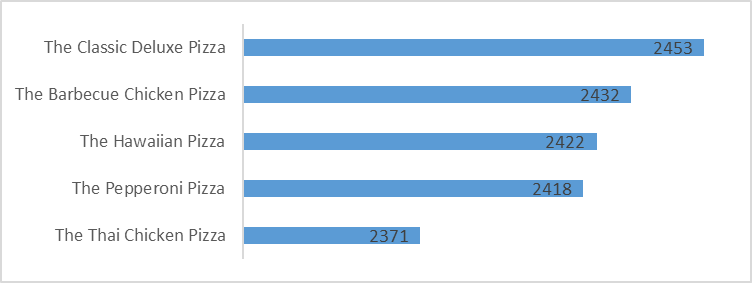 The Classic Deluxe Pizza 2453
The Barbecue Chicken Pizza 2432
The Hawaiian Pizza 2422
The Pepperoni Pizza 2418
The Thai Chicken Pizza 2371